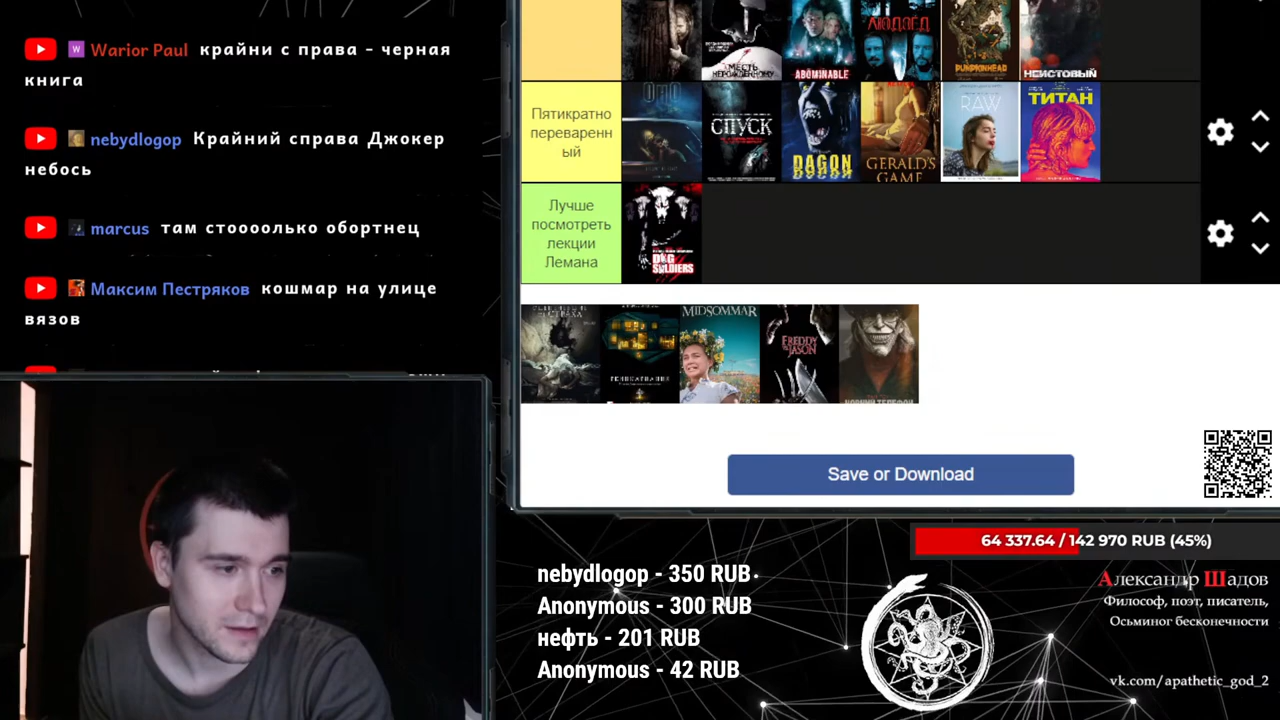 Warior Paul крайни с права - черная
книга
nebydlogop Крайний справа Джокер
небось
marcus там стоооолько обортнец
Максим Пестряков кошмар на улице
вязов
МЕСТЬ
НЕРОЖДЕННОМУ
ABOMINABLE
ЛЮДОЕД
PUMPKINHEAD
НЕИСТОВЫЙ
Пятикратно
переваренн
ый
СПУСК
DAGON
GERALD'S
GAME
RAW
ТИТАН
Лучше
посмотреть
лекции
Лемана
DOG
SOLDIERS
РЕИНКАРНАЦИЯ
MIDSOMMAR
FREDDY
JASON
Save or Download
64 337.64 / 142 970 RUB (45%)
nebydlogop - 350 RUB
Anonymous - 300 RUB
нефть - 201 RUB
Anonymous - 42 RUB
Александр Шадов
Философ, поэт, писатель,
Осьминог бесконечности
vk.com/apathetic_god_2